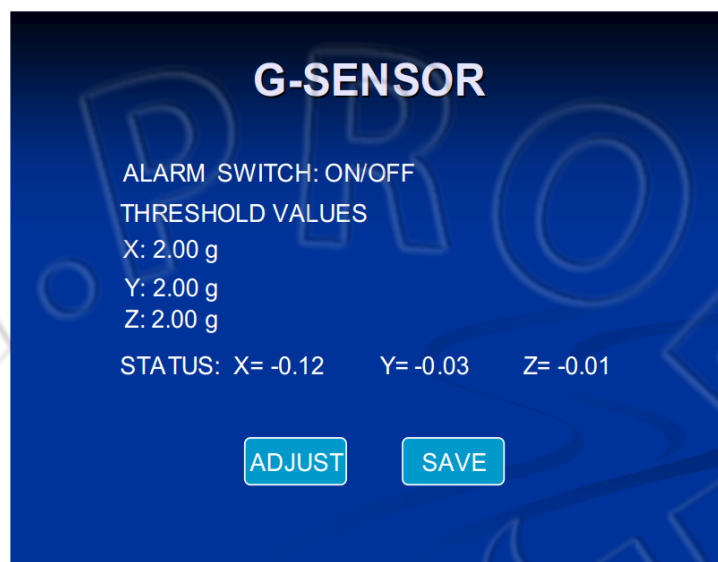 G-SENSOR
ALARM SWITCH: ON/OFF
THRESHOLD VALUES
X: 2.00 g
Y: 2.00 g
Z: 2.00 g
STATUS: X= -0.12 Y= -0.03 Z= -0.01
ADJUST SAVE